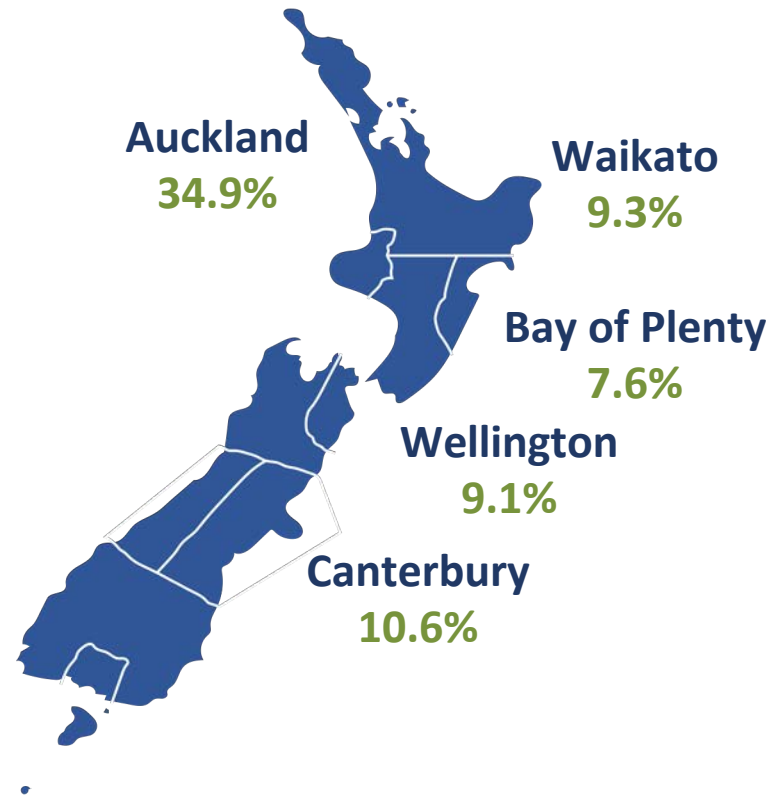 Auckland
34.9%
Waikato
9.3%
Bay of Plenty
7.6%
Wellington
9.1%
Canterbury
10.6%